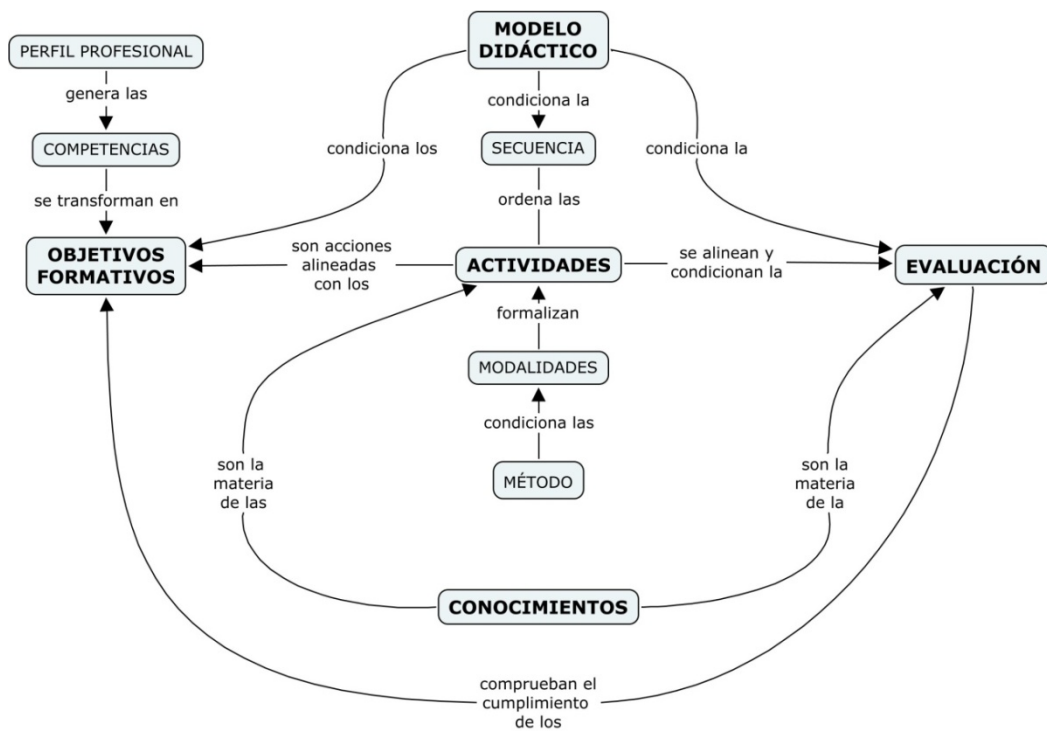 MODELO
DIDÁCTICO
PERFIL PROFESIONAL
genera las
condiciona la
COMPETENCIAS
condiciona los
SECUENCIA
condiciona la
se transforman en
ordena las
OBJETIVOS
FORMATIVOS
son acciones
alineadas
con los
ACTIVIDADES
se alinean y
condicionan la
EVALUACIÓN
formalizan
MODALIDADES
condiciona las
MÉTODO
son la
materia
de las
son la
materia
de la
CONOCIMIENTOS
comprueban el
cumplimiento
de los